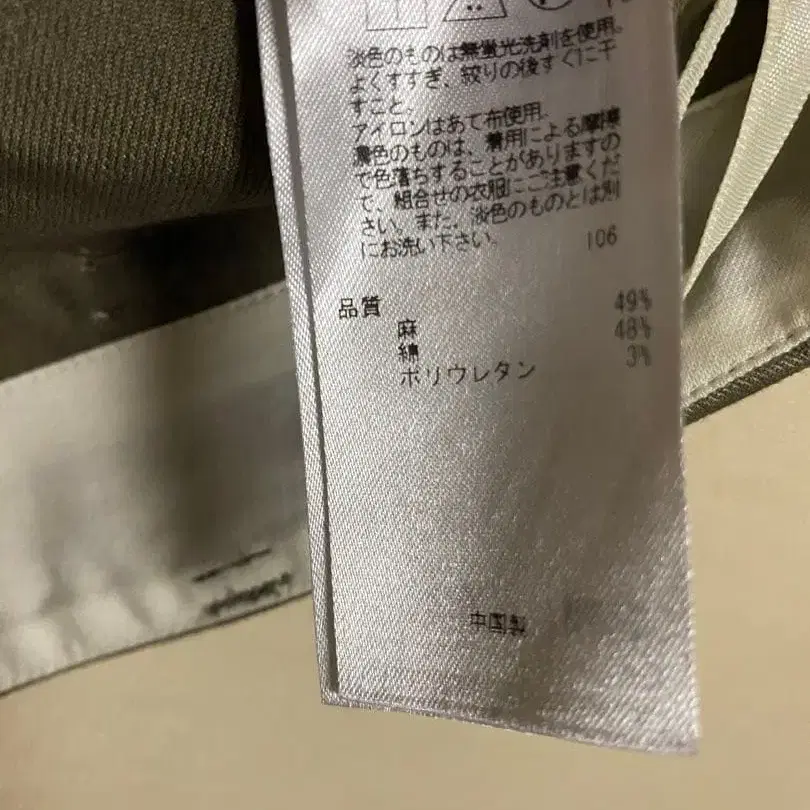 淡色のものは無蛍光洗剤を使用。
よくすすぎ、絞りの後すぐに干
すこと。
アイロンはあて布使用。
濃色のものは、着用による摩擦
で色落ちすることがありますの
で、組合せの衣服にご注意くだ
さい。また、淡色のものとは別
にお洗い下さい。 106
品質
麻 49%
綿 48%
ポリウレタン 3%
中国製